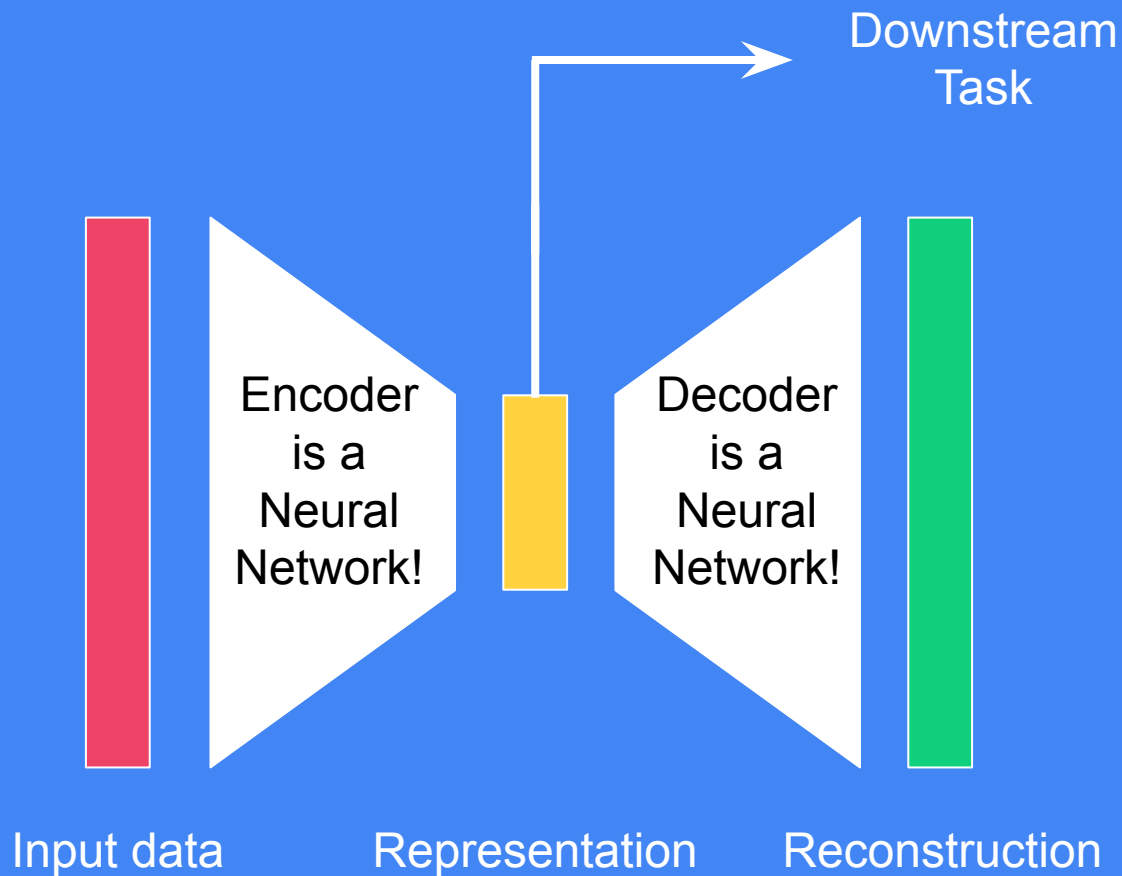 Downstream
Task
Encoder
is a
Neural
Network!
Decoder
is a
Neural
Network!
Input data
Representation
Reconstruction